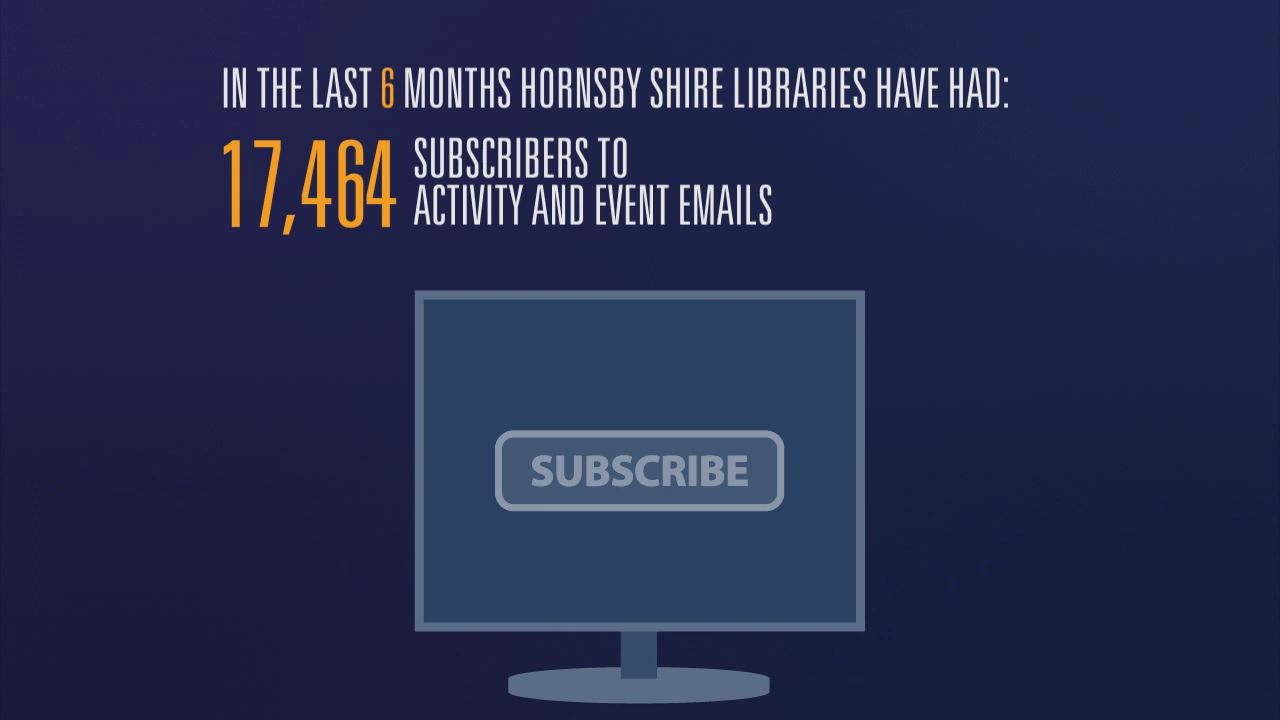 IN THE LAST 6 MONTHS HORNSBY SHIRE LIBRARIES HAVE HAD:
17,464 SUBSCRIBERS TO
ACTIVITY AND EVENT EMAILS
SUBSCRIBE